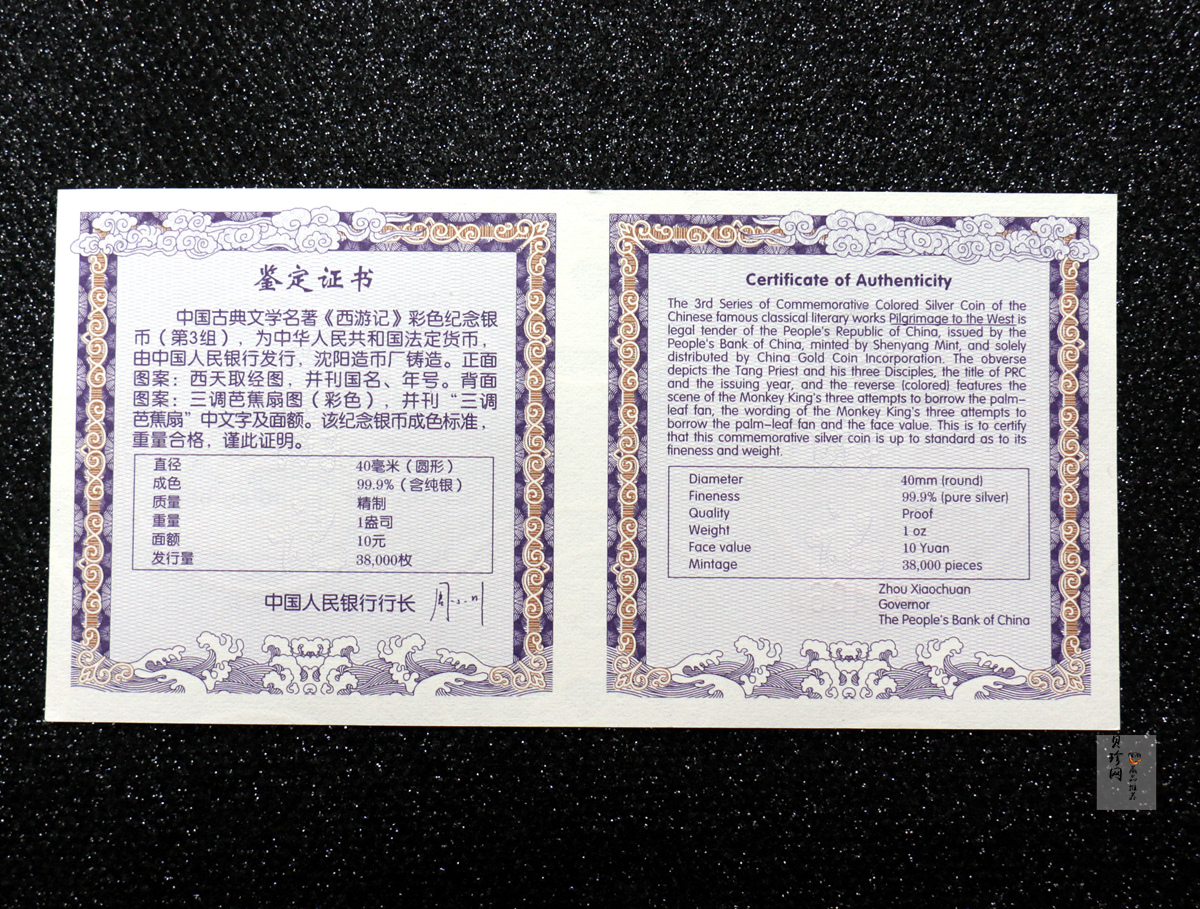 鉴定证书
中国古典文学名著《西游记》彩色纪念银
币（第3组），为中华人民共和国法定货币，
由中国人民银行发行，沈阳造币厂铸造。正面
图案：西天取经图，并刊国名、年号。背面
图案：三调芭蕉扇图（彩色），并刊“三调
芭蕉扇”中文字及面额。该纪念银币成色标准，
重量合格，谨此证明。
直径 40毫米（圆形）
成色 99.9%（含纯银）
质量 精制
重量 1盎司
面额 10元
发行量 38,000枚
中国人民银行行长
Certificate of Authenticity
The 3rd Series of Commemorative Colored Silver Coin of the
Chinese famous classical literary works Pilgrimage to the West is
legal tender of the People's Republic of China, issued by the
People's Bank of China, minted by Shenyang Mint, and solely
distributed by China Gold Coin Incorporation. The obverse
depicts the Tang Priest and his three Disciples, the title of PRC
and the issuing year, and the reverse (colored) features the
scene of the Monkey King's three attempts to borrow the palm-
leaf fan, the wording of the Monkey King's three attempts to
borrow the palm-leaf fan and the face value. This is to certify
that this commemorative silver coin is up to standard as to its
fineness and weight.
Diameter 40mm (round)
Fineness 99.9% (pure silver)
Quality Proof
Weight 1 oz
Face value 10 Yuan
Mintage 38,000 pieces
Zhou Xiaochuan
Governor
The People's Bank of China
贝珍网